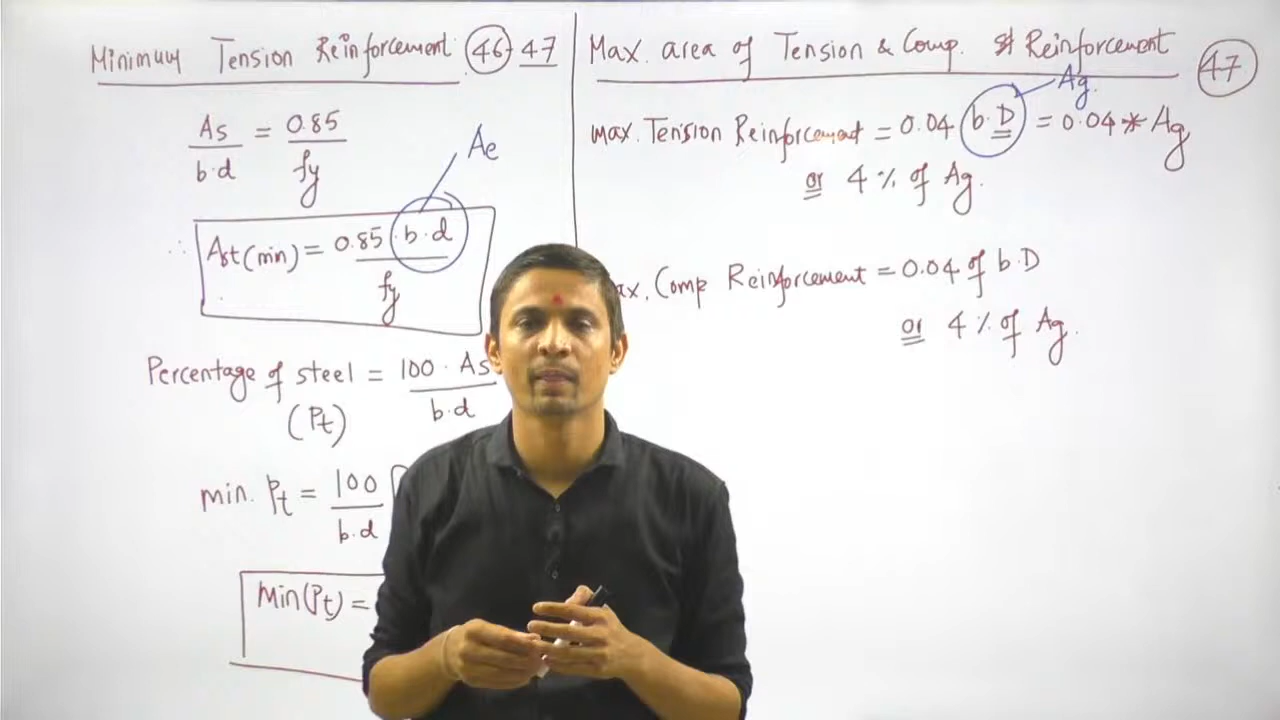 Minimum Tension Reinforcement 46-47
As/b.d = 0.85/fy
Ae
∴ Ast(min) = 0.85 b.d/fy
Percentage of steel = 100 . As/b.d
(Pt)
min. Pt = 100/b.d
Min(Pt) =
Max. area of Tension & Comp. Reinforcement 47
Ag.
Max. Tension Reinforcement = 0.04 b.D = 0.04 * Ag
or 4 % of Ag.
ax. Comp Reinforcement = 0.04 of b.D
or 4 % of Ag.